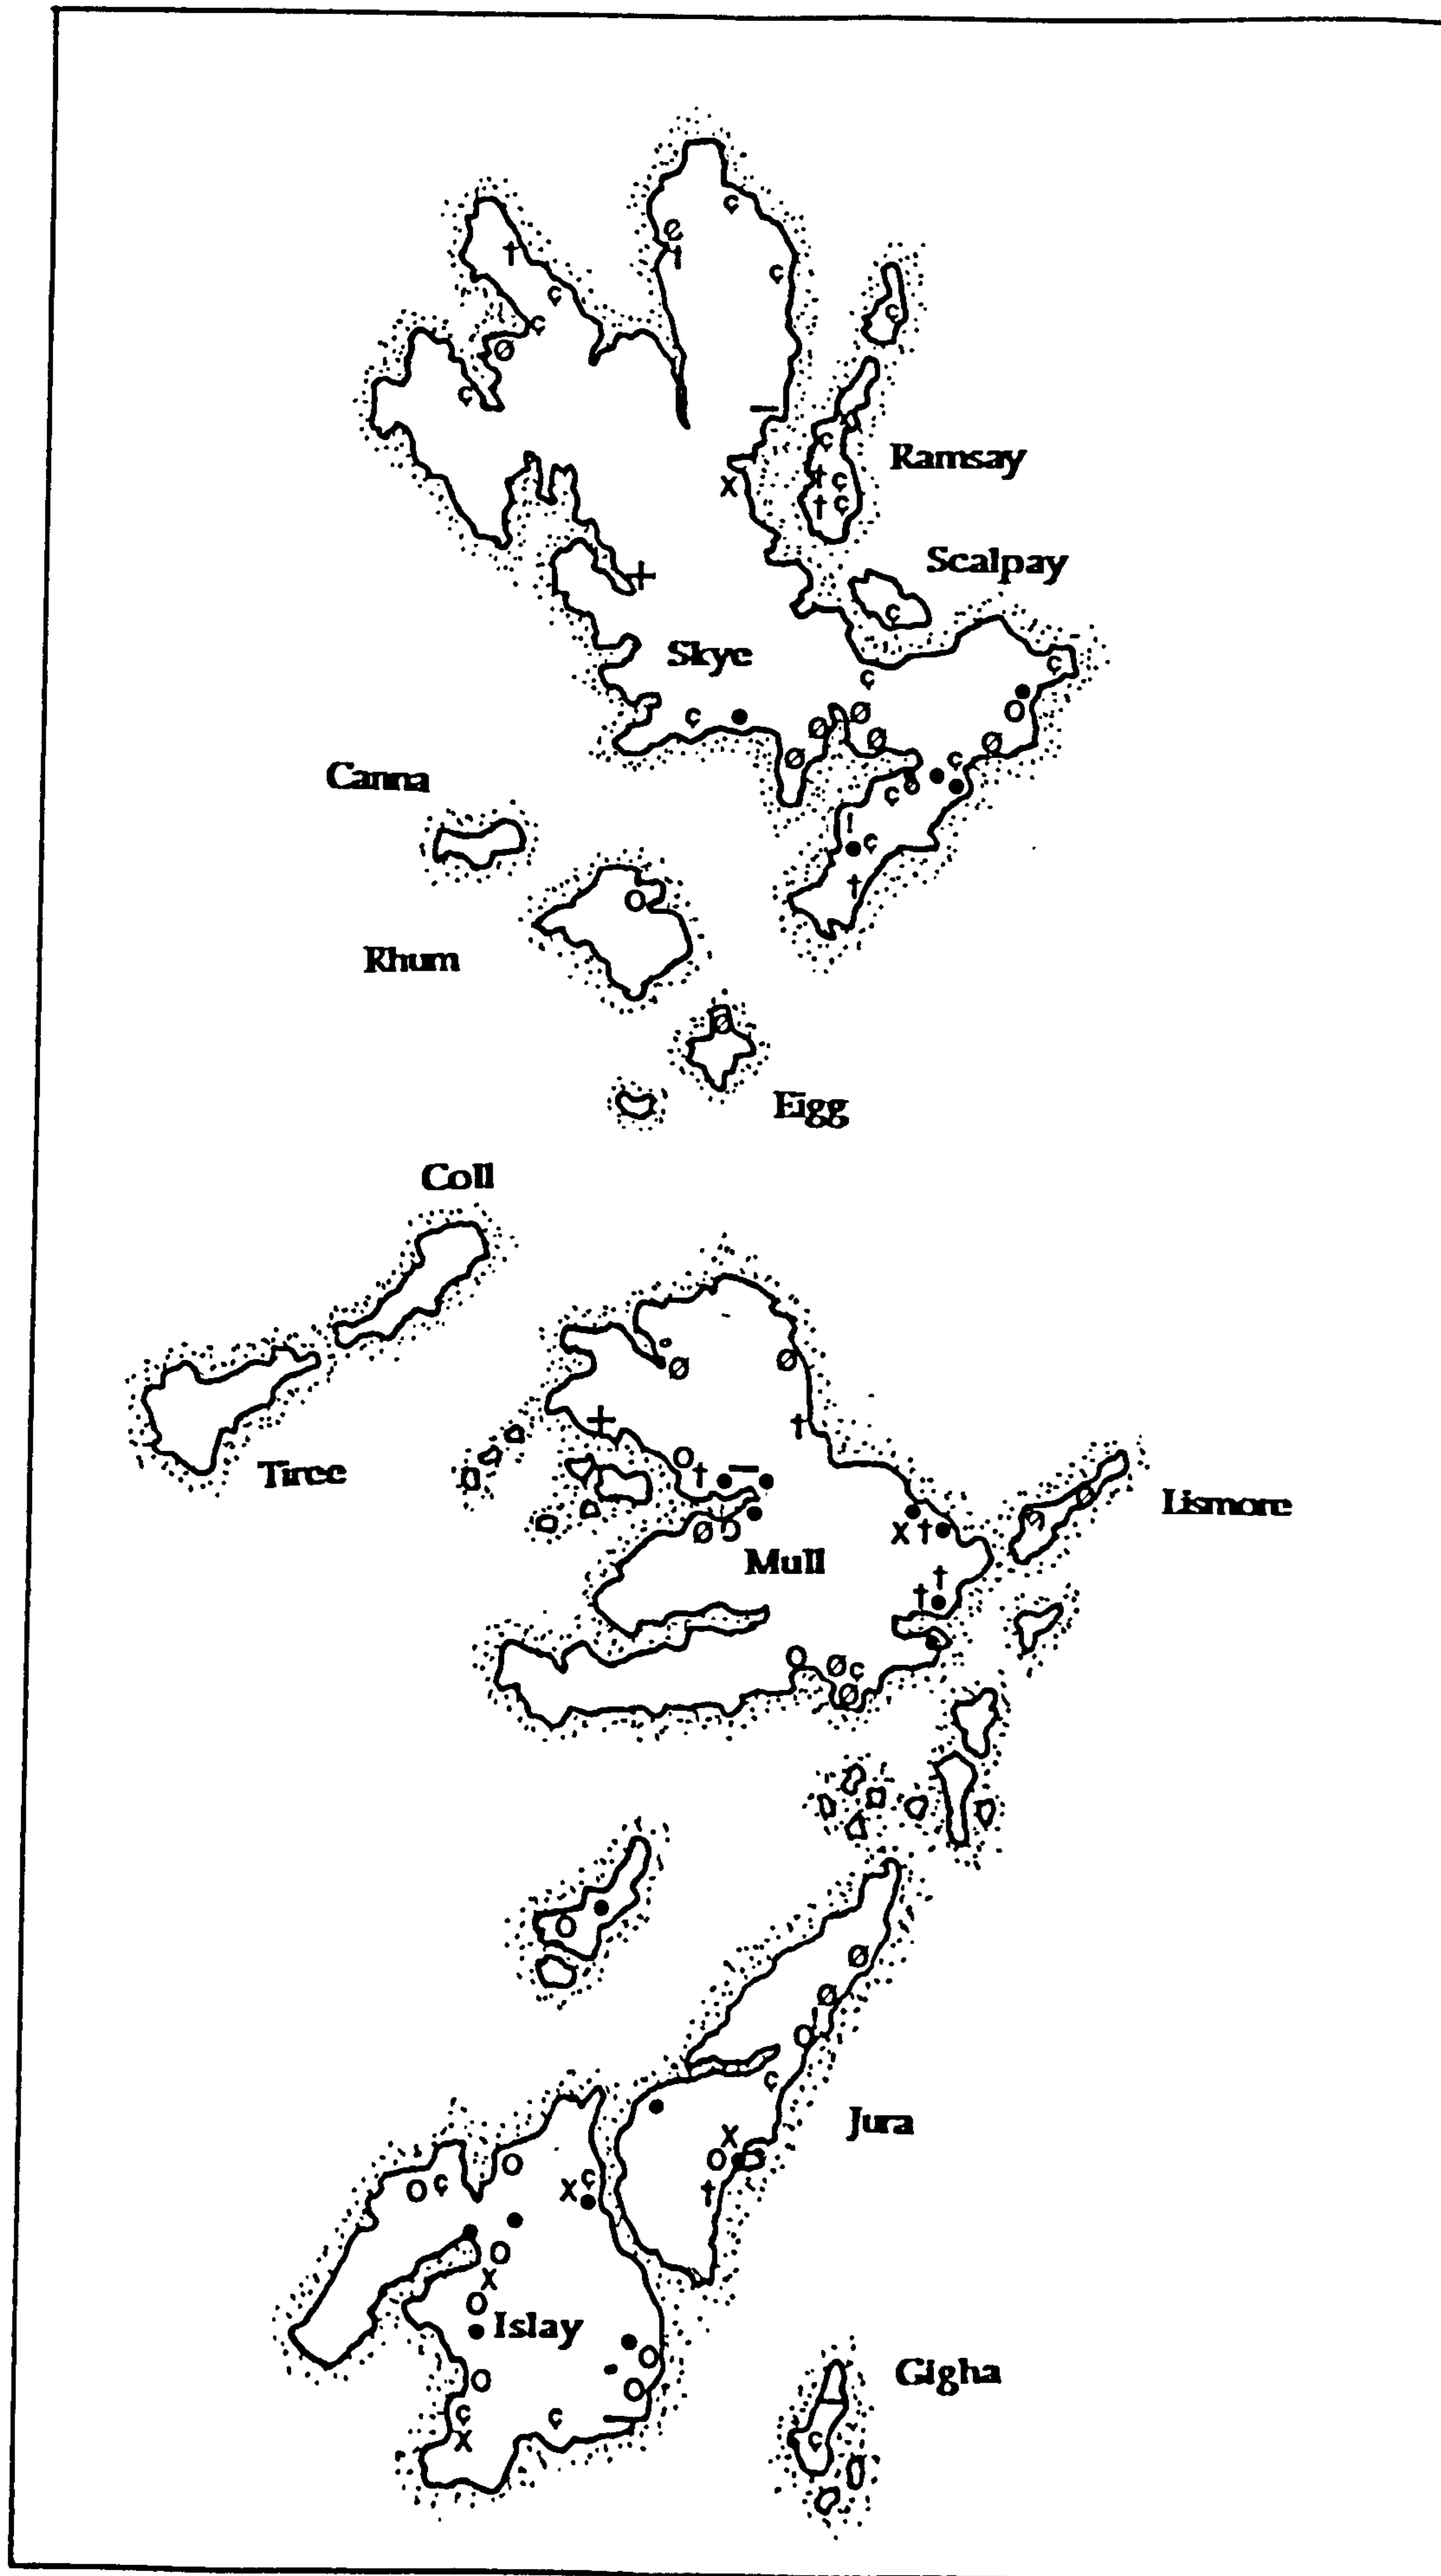 Ramsay
Scalpay
Skye
Canna
Rhum
Eigg
Coll
Tiree
Lismore
Mull
Jura
Islay
Gigha